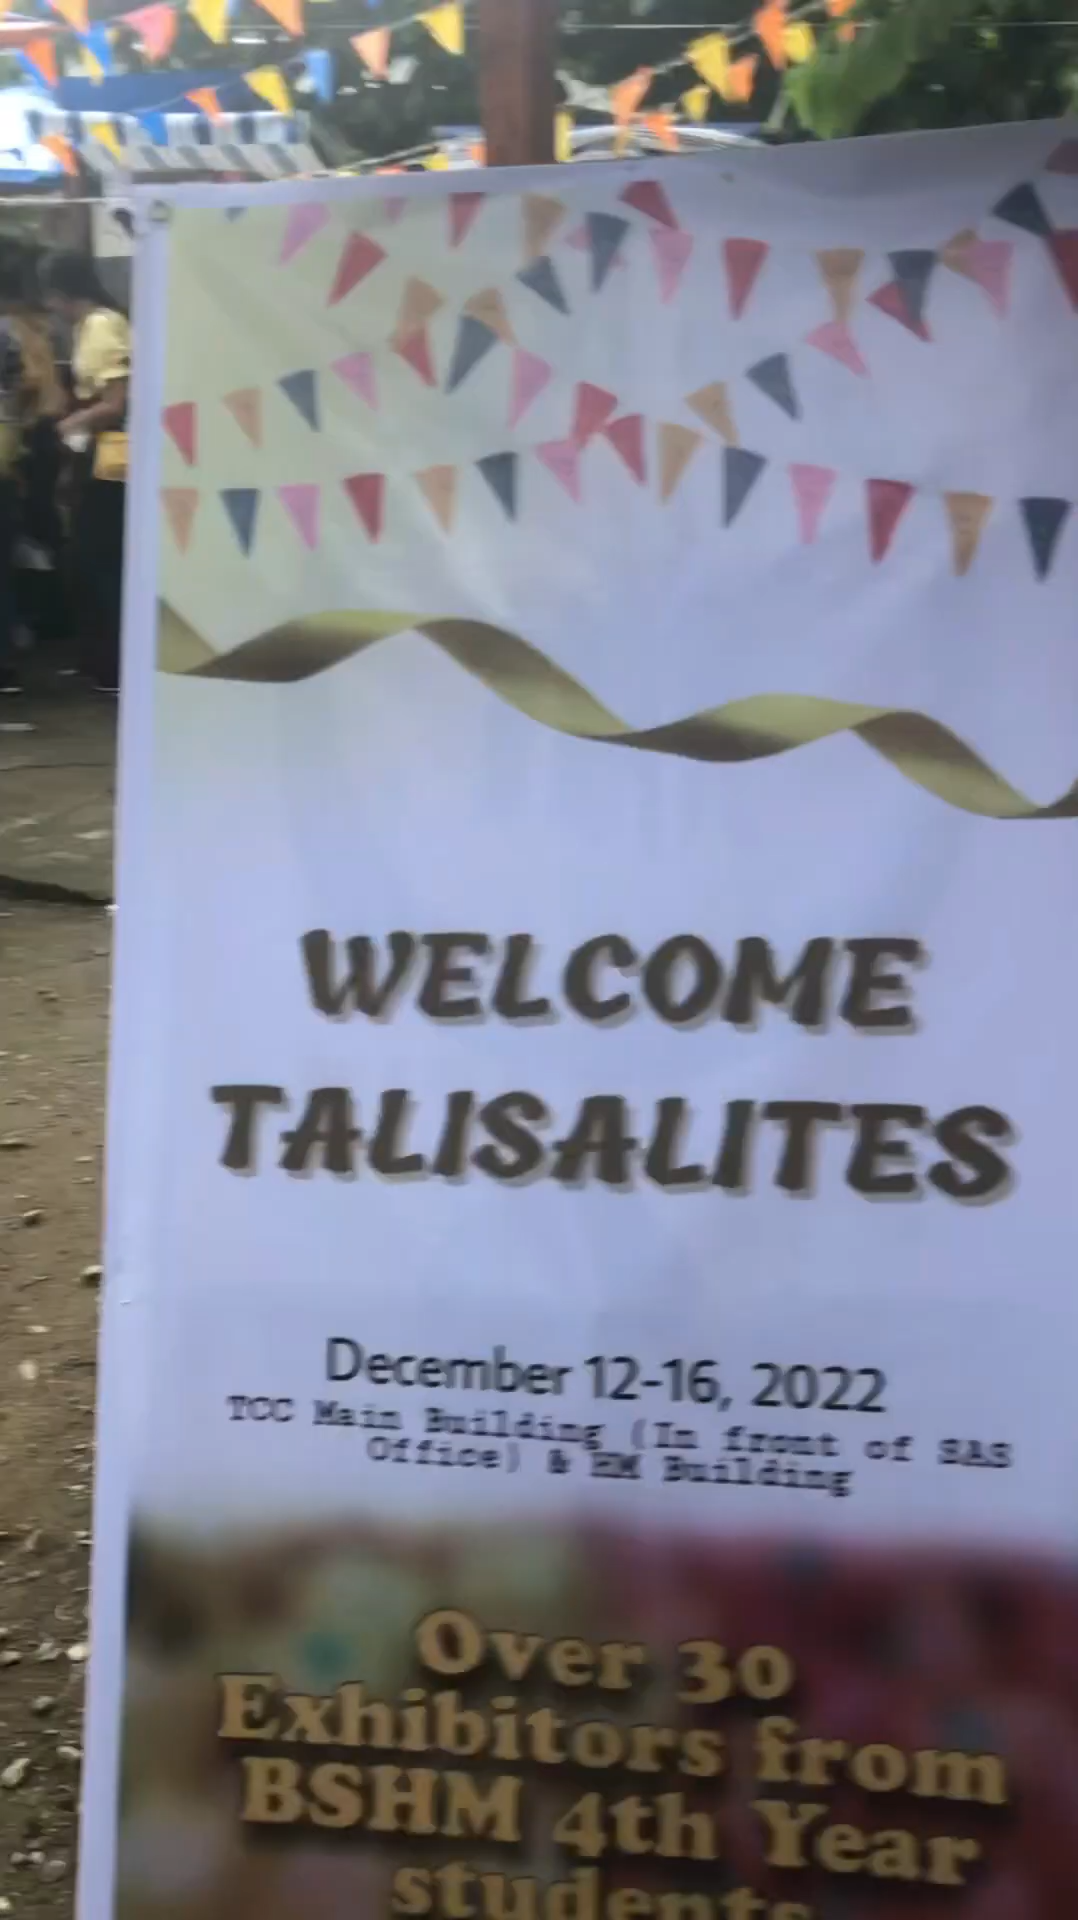 WELCOME
TALISALITES
December 12-16, 2022
TCC Main Building (In front of SAS
Office) & HM Building
Over 30
Exhibitors from
BSHM 4th Year
students